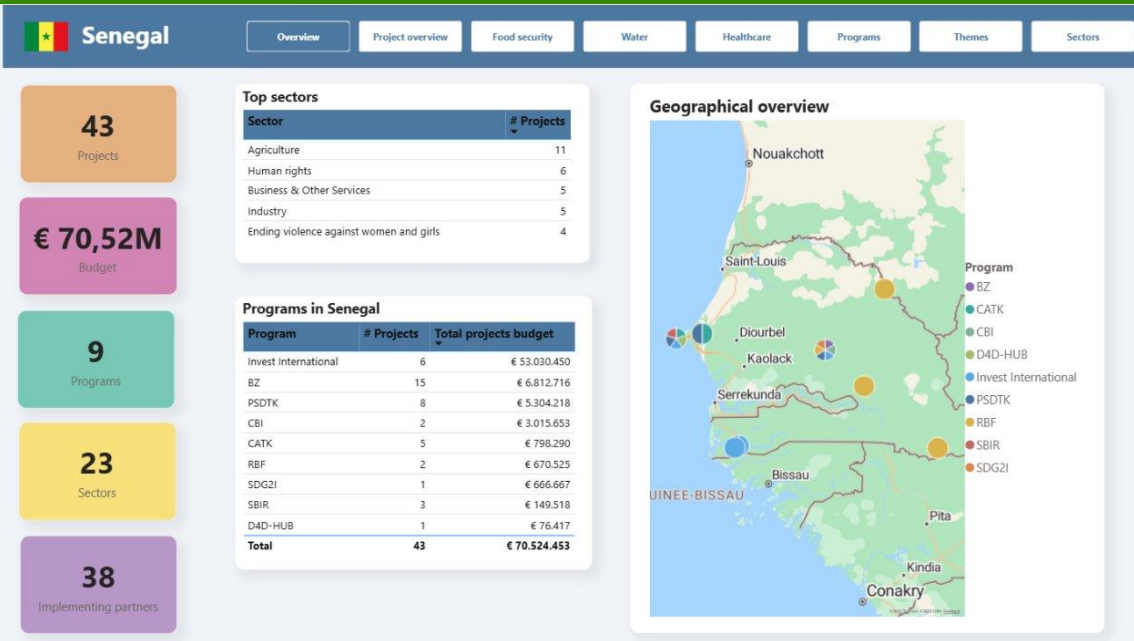 Senegal
Overview
Project overview
Food security
Water
Healthcare
Programs
Themes
Sectors
43
Projects
€ 70,52M
Budget
9
Programs
23
Sectors
38
Implementing partners
Top sectors
Sector # Projects
Agriculture 11
Human rights 6
Business & Other Services 5
Industry 5
Ending violence against women and girls 4
Programs in Senegal
Program # Projects Total projects budget
Invest International 6 € 53.030.450
BZ 15 € 6.812.716
PSDTK 8 € 5.304.218
CBI 2 € 3.015.653
CATK 5 € 798.290
RBF 2 € 670.525
SDG2I 1 € 666.667
SBIR 3 € 149.518
D4D-HUB 1 € 76.417
Total 43 € 70.524.453
Geographical overview
Nouakchott
Saint-Louis
Diourbel
Kaolack
Serrekunda
Bissau
UINEE-BISSAU
Pita
Kindia
Conakry
Program
BZ
CATK
CBI
D4D-HUB
Invest International
PSDTK
RBF
SBIR
SDG2I